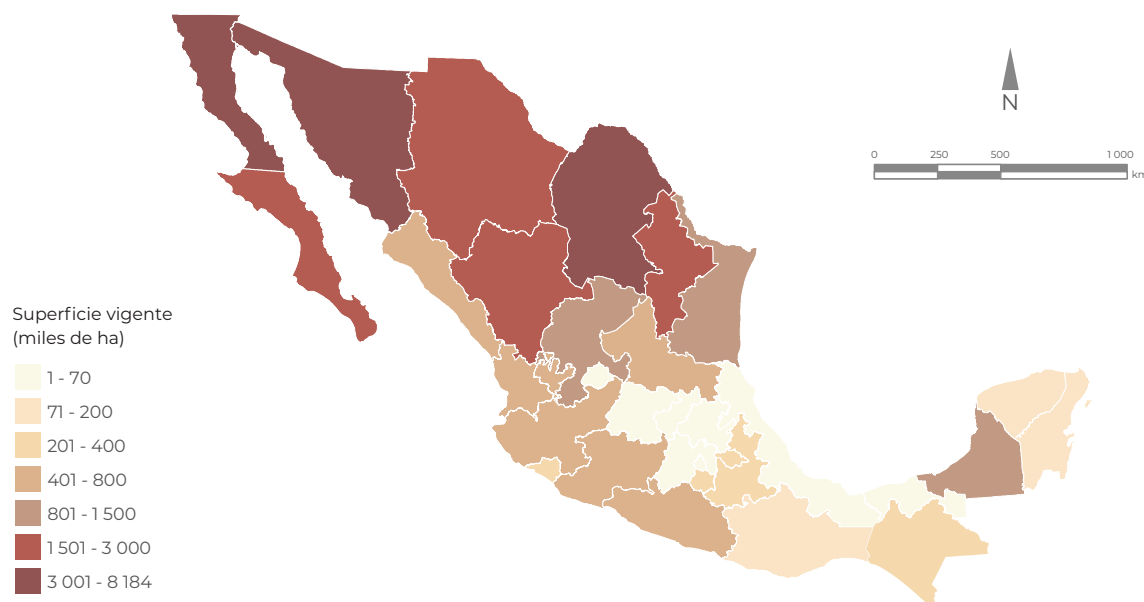 N
0 250 500 1 000
km
Superficie vigente
(miles de ha)
1 - 70
71 - 200
201 - 400
401 - 800
801 - 1 500
1 501 - 3 000
3 001 - 8 184